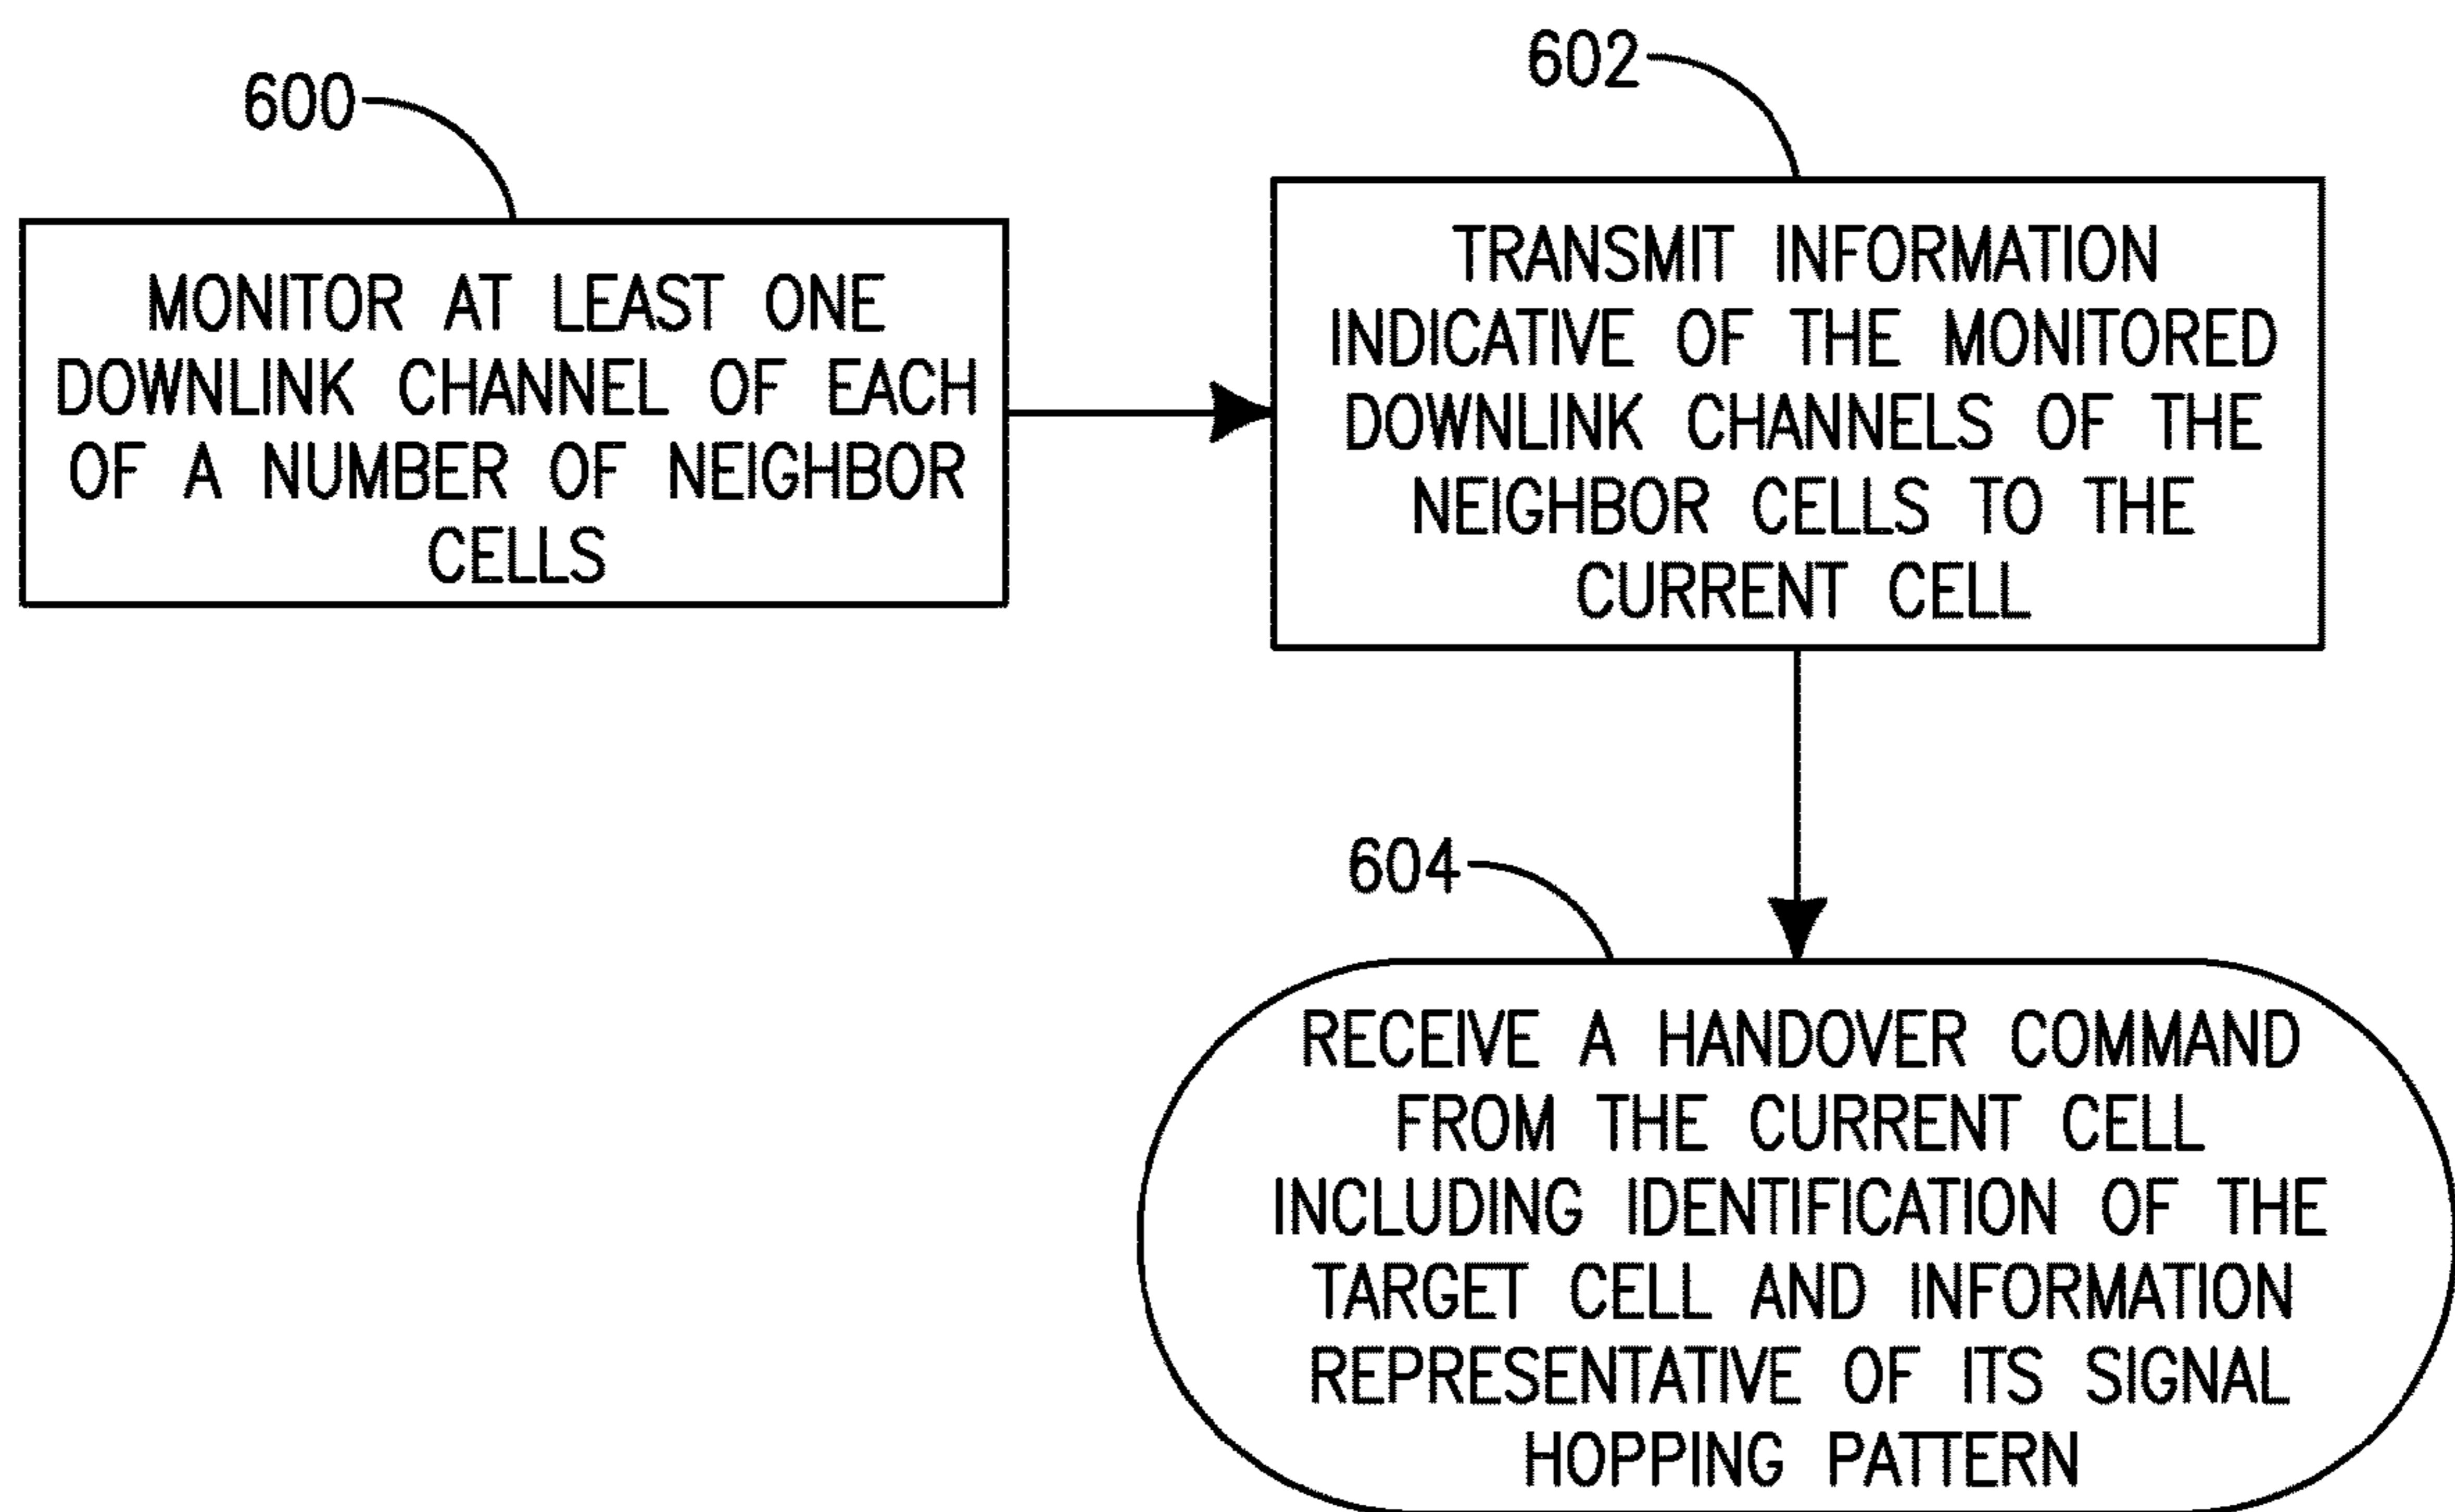 600
MONITOR AT LEAST ONE
DOWNLINK CHANNEL OF EACH
OF A NUMBER OF NEIGHBOR
CELLS
602
TRANSMIT INFORMATION
INDICATIVE OF THE MONITORED
DOWNLINK CHANNELS OF THE
NEIGHBOR CELLS TO THE
CURRENT CELL
604
RECEIVE A HANDOVER COMMAND
FROM THE CURRENT CELL
INCLUDING IDENTIFICATION OF THE
TARGET CELL AND INFORMATION
REPRESENTATIVE OF ITS SIGNAL
HOPPING PATTERN